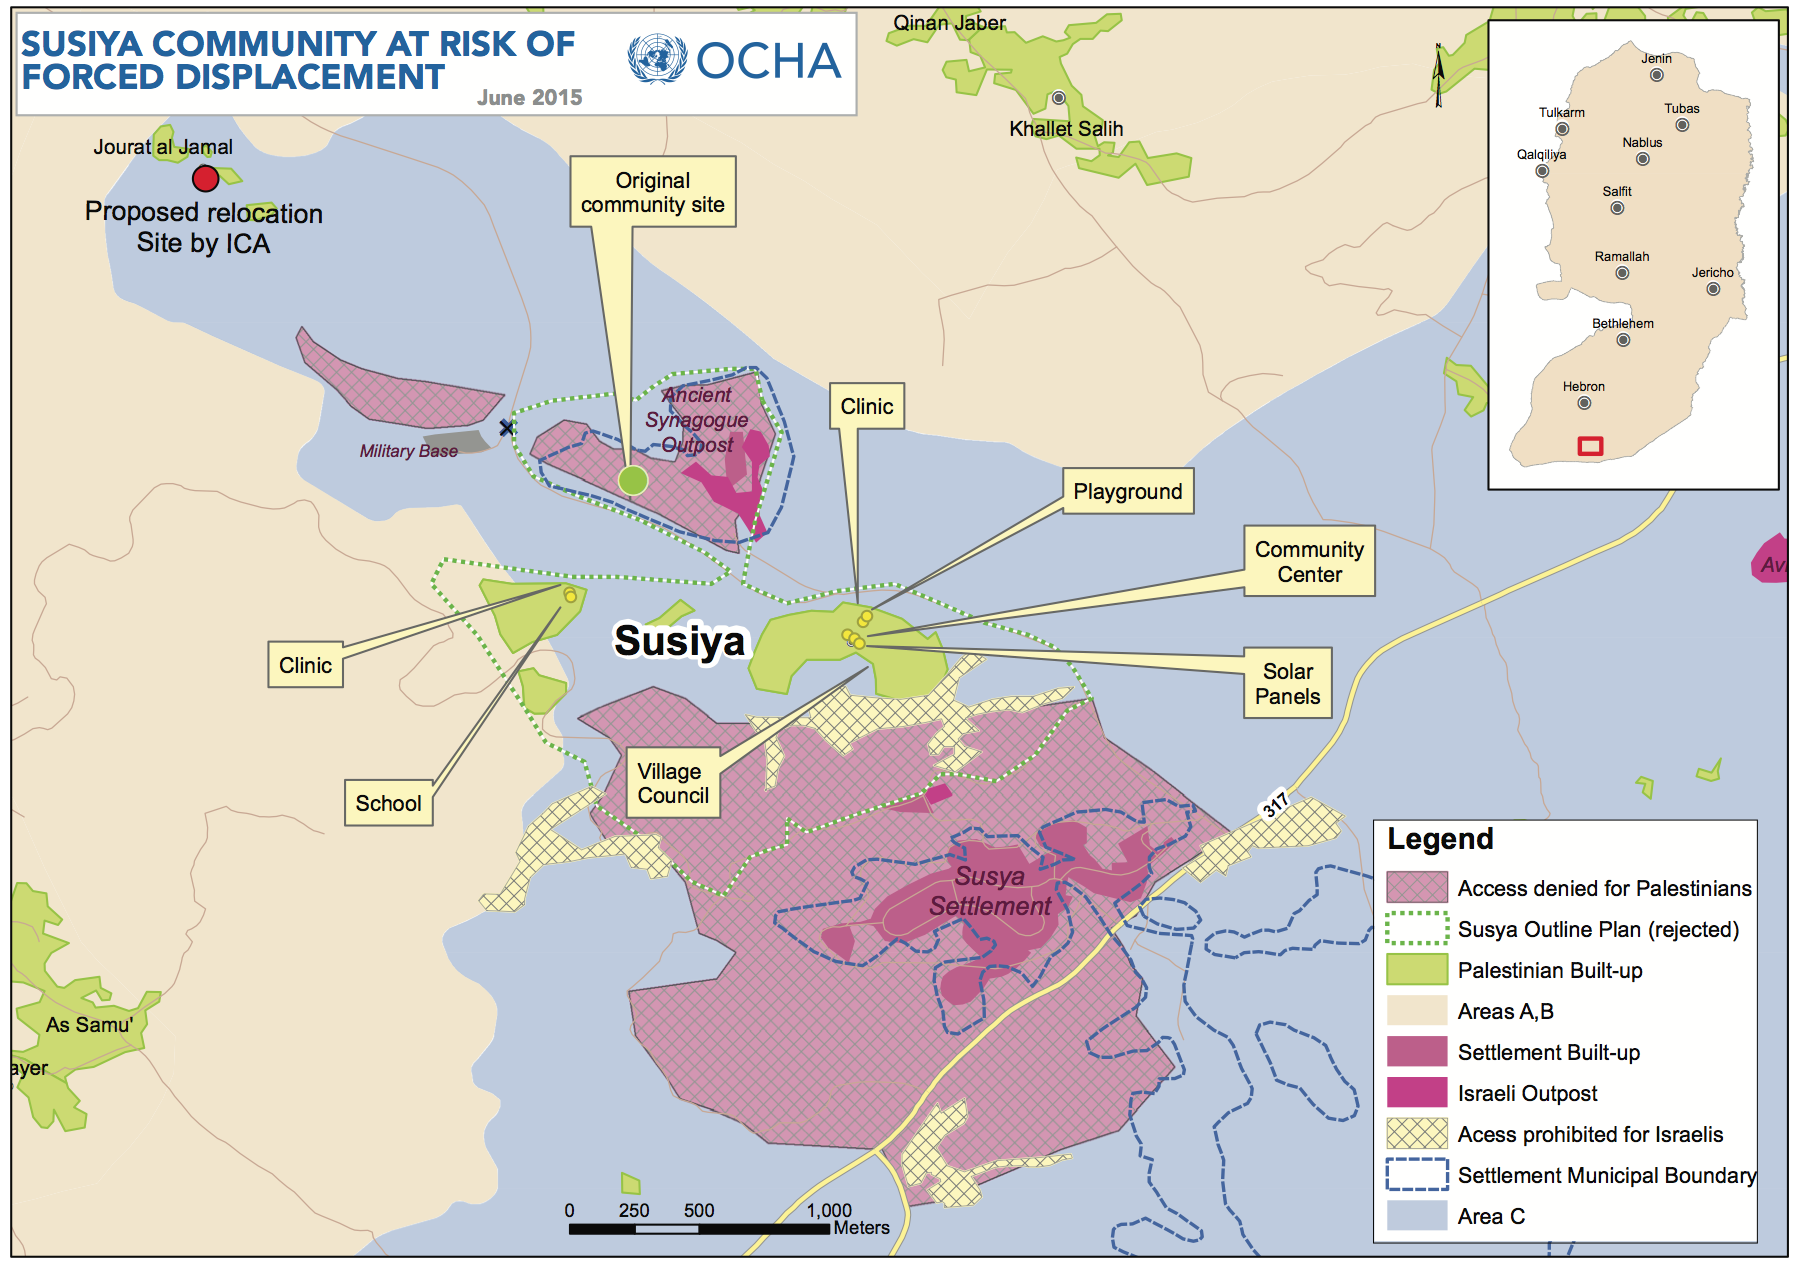 SUSIYA COMMUNITY AT RISK OF
FORCED DISPLACEMENT
June 2015
OCHA
Qinan Jaber
Khallet Salih
N
Jourat al Jamal
Proposed relocation
Site by ICA
Original
community site
Ancient
Synagogue
Outpost
Military Base
Clinic
Playground
Community
Center
Solar
Panels
Susiya
Clinic
School
Village
Council
Susya
Settlement
317
Avi
As Samu'
ayer
0 250 500 1,000
Meters
Jenin
Tulkarm
Tubas
Qalqiliya
Nablus
Salfit
Ramallah
Jericho
Bethlehem
Hebron
Legend
Access denied for Palestinians
Susya Outline Plan (rejected)
Palestinian Built-up
Areas A,B
Settlement Built-up
Israeli Outpost
Acess prohibited for Israelis
Settlement Municipal Boundary
Area C